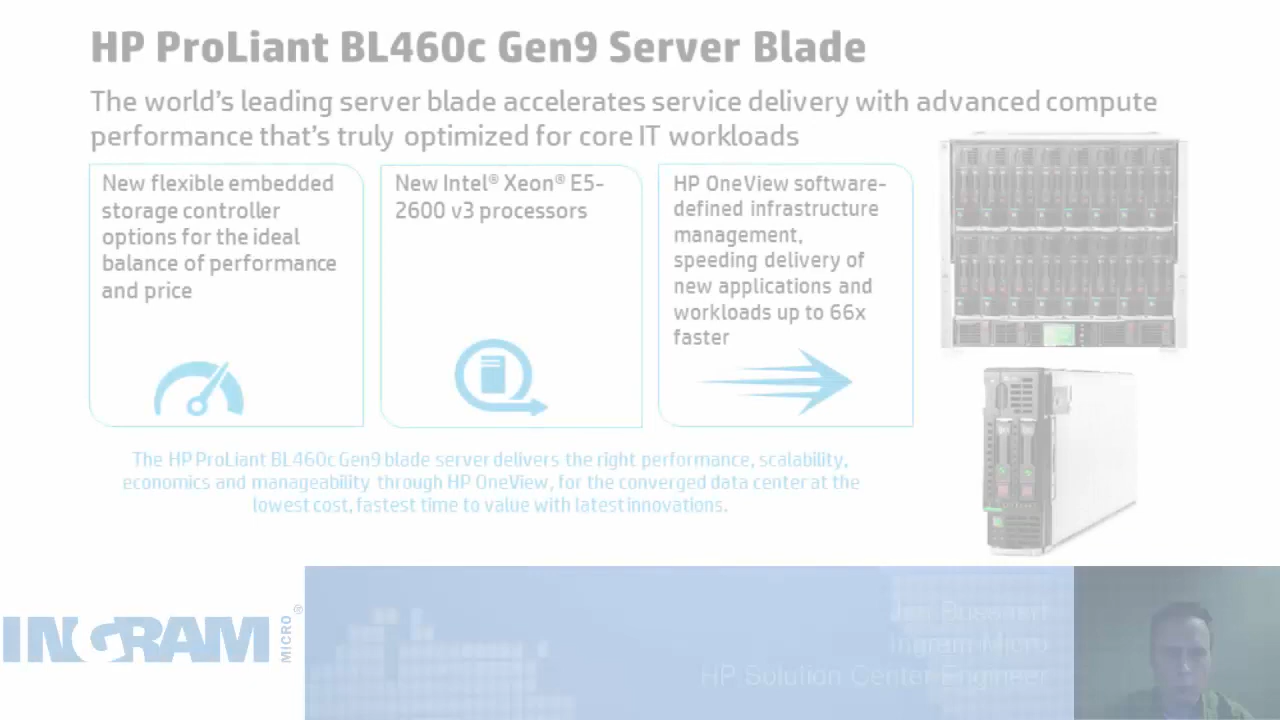 HP ProLiant BL460c Gen9 Server Blade
The world's leading server blade accelerates service delivery with advanced compute
performance that's truly optimized for core IT workloads
New flexible embedded
storage controller
options for the ideal
balance of performance
and price
New Intel® Xeon® E5-
2600 v3 processors
HP OneView software-
defined infrastructure
management,
speeding delivery of
new applications and
workloads up to 66x
faster
The HP ProLiant BL460c Gen9 blade server delivers the right performance, scalability,
economics and manageability through HP OneView, for the converged data center at the
lowest cost, fastest time to value with latest innovations.
INGRAM MICRO®
Ingram Micro
HP Solution Center Engineer